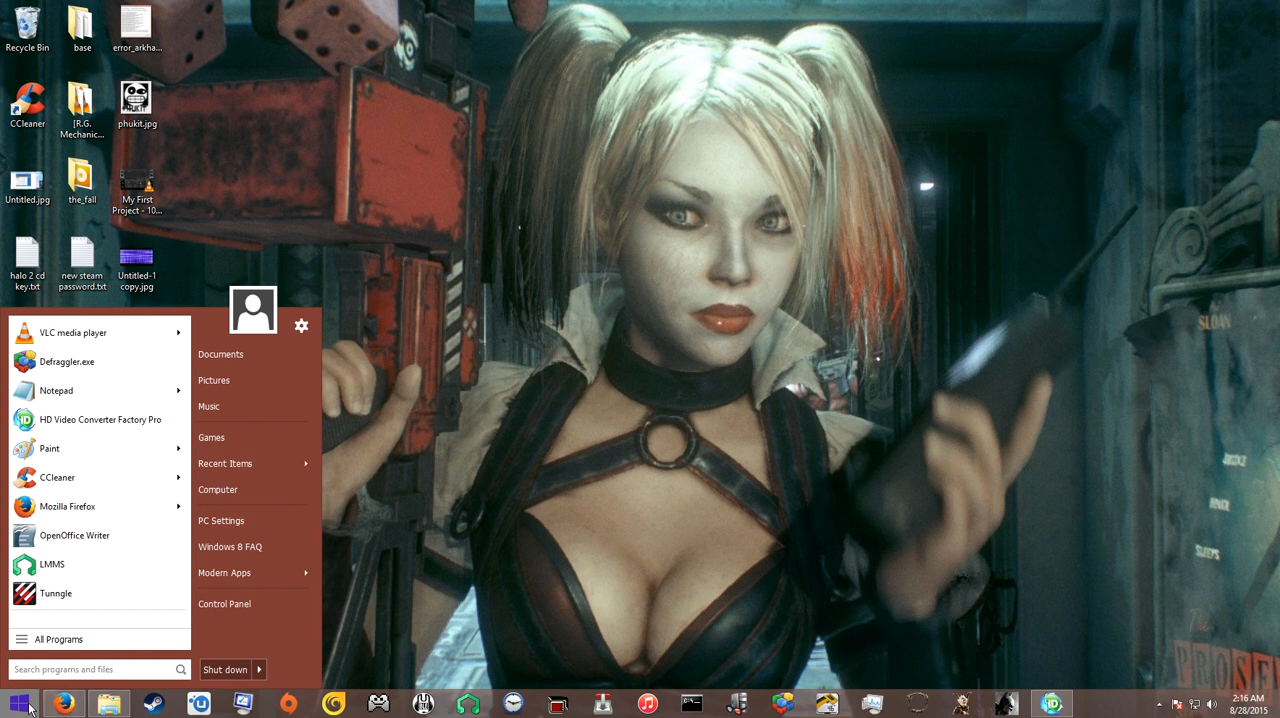 Recycle Bin
base
error_arkha...
CCleaner
[R.G.
Mechanic...
phukit.jpg
PHUKIT
Untitled.jpg
the_fall
My First
Project - 10...
halo 2 cd
key.txt
new steam
password.txt
Untitled-1
copy.jpg
VLC media player
Defraggler.exe
Notepad
HD Video Converter Factory Pro
Paint
CCleaner
Mozilla Firefox
OpenOffice Writer
LMMS
Tunngle
All Programs
Search programs and files
Documents
Pictures
Music
Games
Recent Items
Computer
PC Settings
Windows 8 FAQ
Modern Apps
Control Panel
Shut down
SLOAN
2:16 AM
8/28/2015